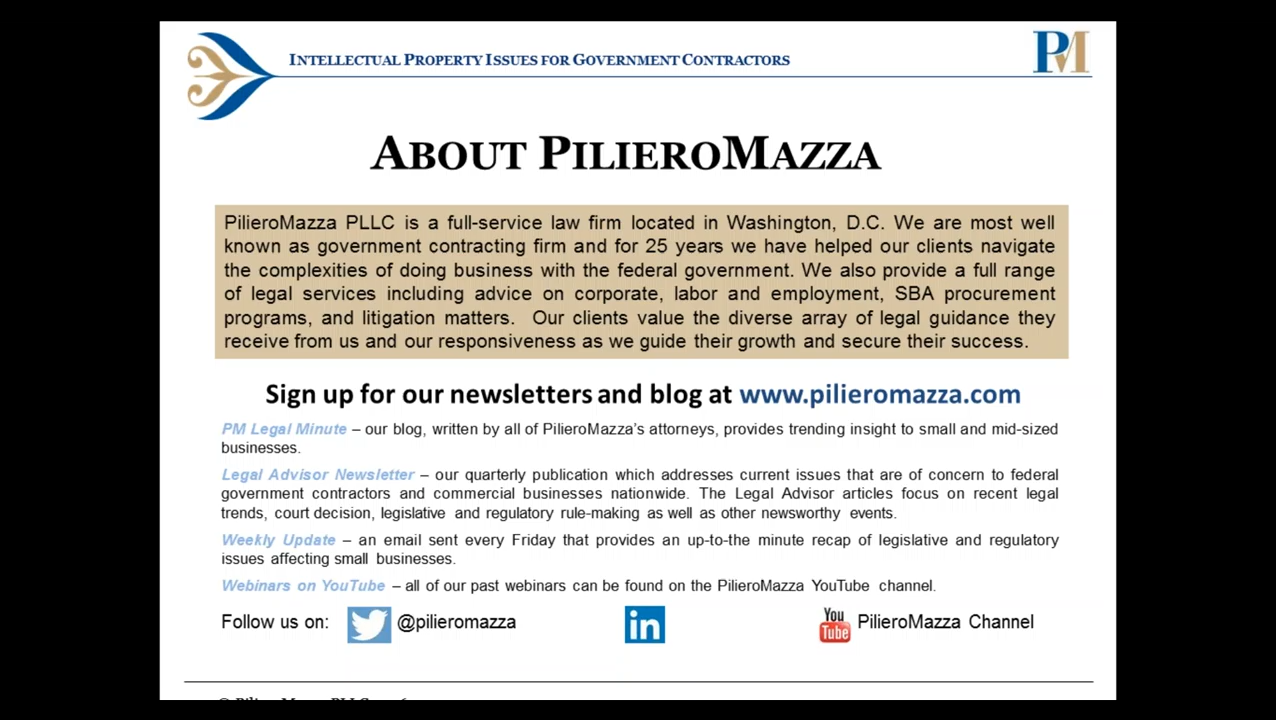 INTELLECTUAL PROPERTY ISSUES FOR GOVERNMENT CONTRACTORS
PM
ABOUT PILIEROMAZZA
PilieroMazza PLLC is a full-service law firm located in Washington, D.C. We are most well
known as government contracting firm and for 25 years we have helped our clients navigate
the complexities of doing business with the federal government. We also provide a full range
of legal services including advice on corporate, labor and employment, SBA procurement
programs, and litigation matters. Our clients value the diverse array of legal guidance they
receive from us and our responsiveness as we guide their growth and secure their success.
Sign up for our newsletters and blog at www.pilieromazza.com
PM Legal Minute – our blog, written by all of PilieroMazza’s attorneys, provides trending insight to small and mid-sized
businesses.
Legal Advisor Newsletter – our quarterly publication which addresses current issues that are of concern to federal
government contractors and commercial businesses nationwide. The Legal Advisor articles focus on recent legal
trends, court decision, legislative and regulatory rule-making as well as other newsworthy events.
Weekly Update – an email sent every Friday that provides an up-to-the minute recap of legislative and regulatory
issues affecting small businesses.
Webinars on YouTube – all of our past webinars can be found on the PilieroMazza YouTube channel.
Follow us on: @pilieromazza in You Tube PilieroMazza Channel